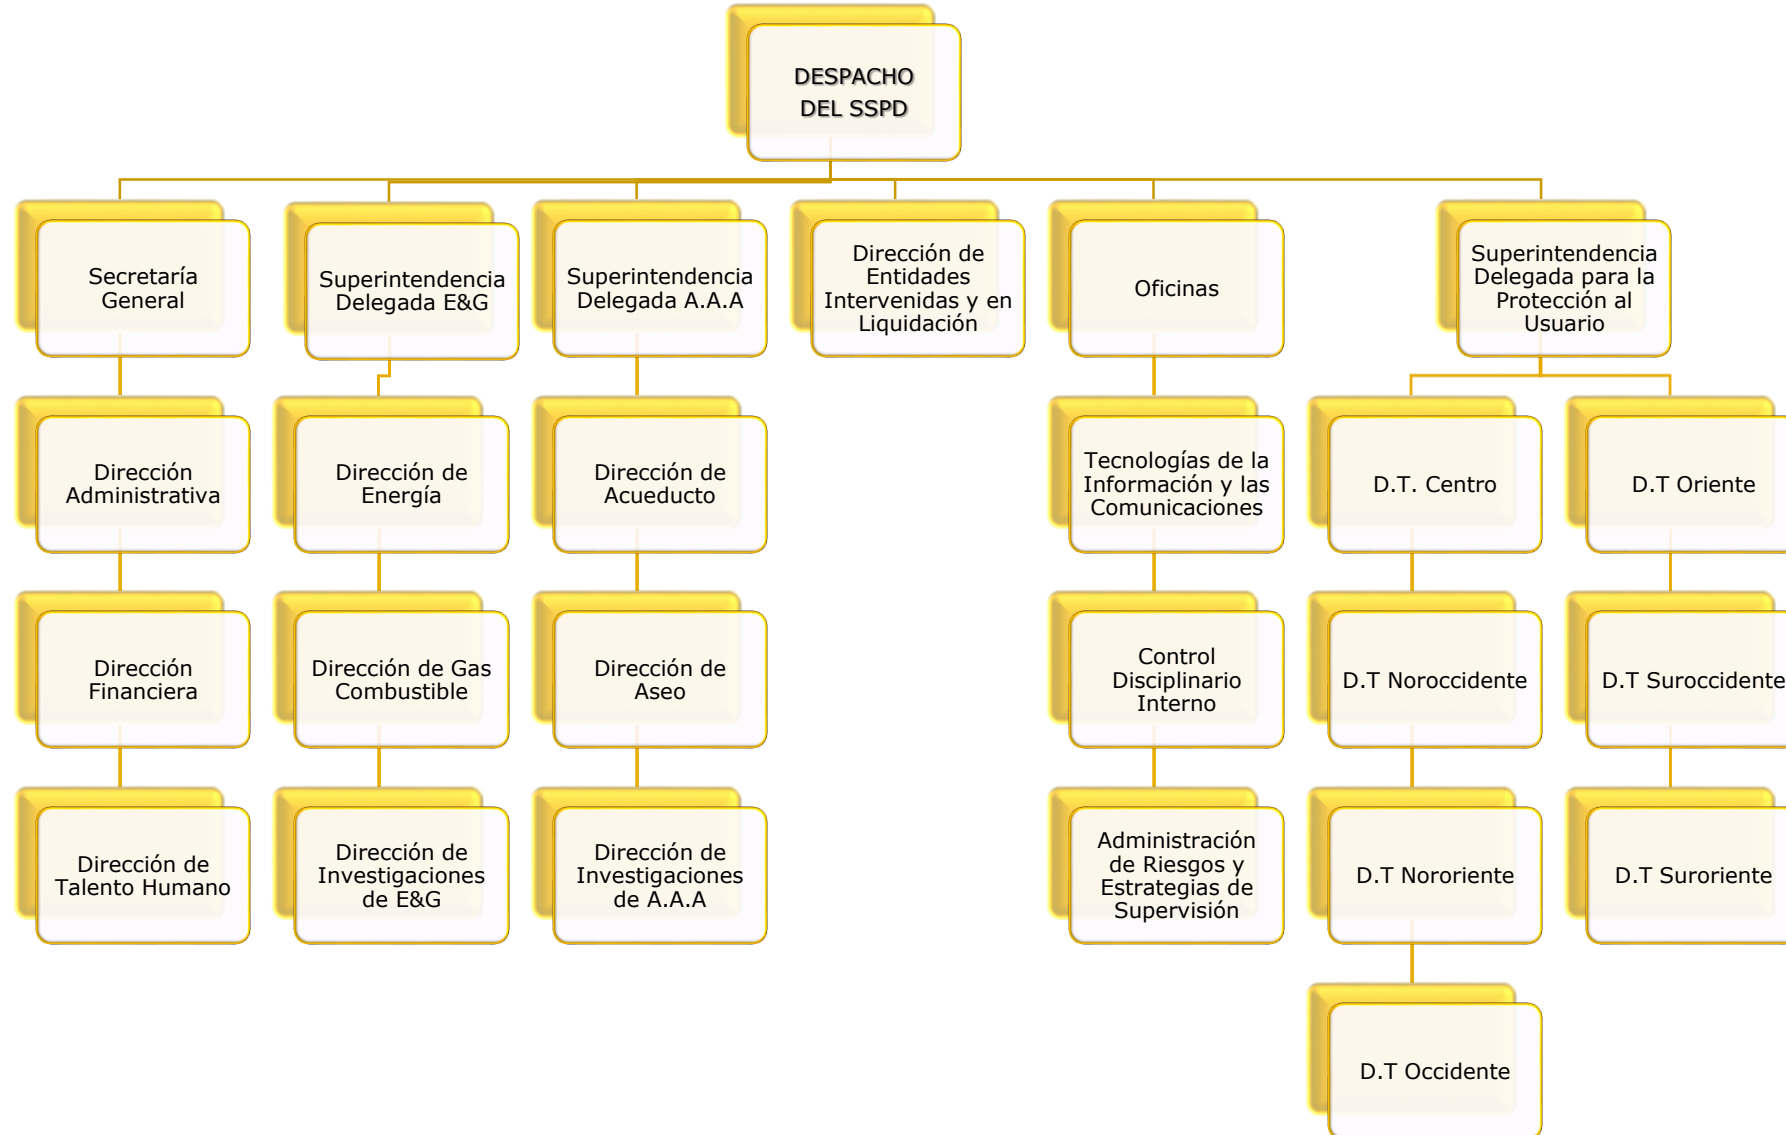 DESPACHO
DEL SSPD
Secretaría
General
Superintendencia
Delegada E&G
Superintendencia
Delegada A.A.A
Dirección de
Entidades
Intervenidas y en
Liquidación
Oficinas
Superintendencia
Delegada para la
Protección al
Usuario
Dirección
Administrativa
Dirección de
Energía
Dirección de
Acueducto
Tecnologías de la
Información y las
Comunicaciones
D.T. Centro
D.T Oriente
Dirección
Financiera
Dirección de Gas
Combustible
Dirección de
Aseo
Control
Disciplinario
Interno
D.T Noroccidente
D.T Suroccidente
Dirección de
Talento Humano
Dirección de
Investigaciones
de E&G
Dirección de
Investigaciones
de A.A.A
Administración
de Riesgos y
Estrategias de
Supervisión
D.T Nororiente
D.T Suroriente
D.T Occidente